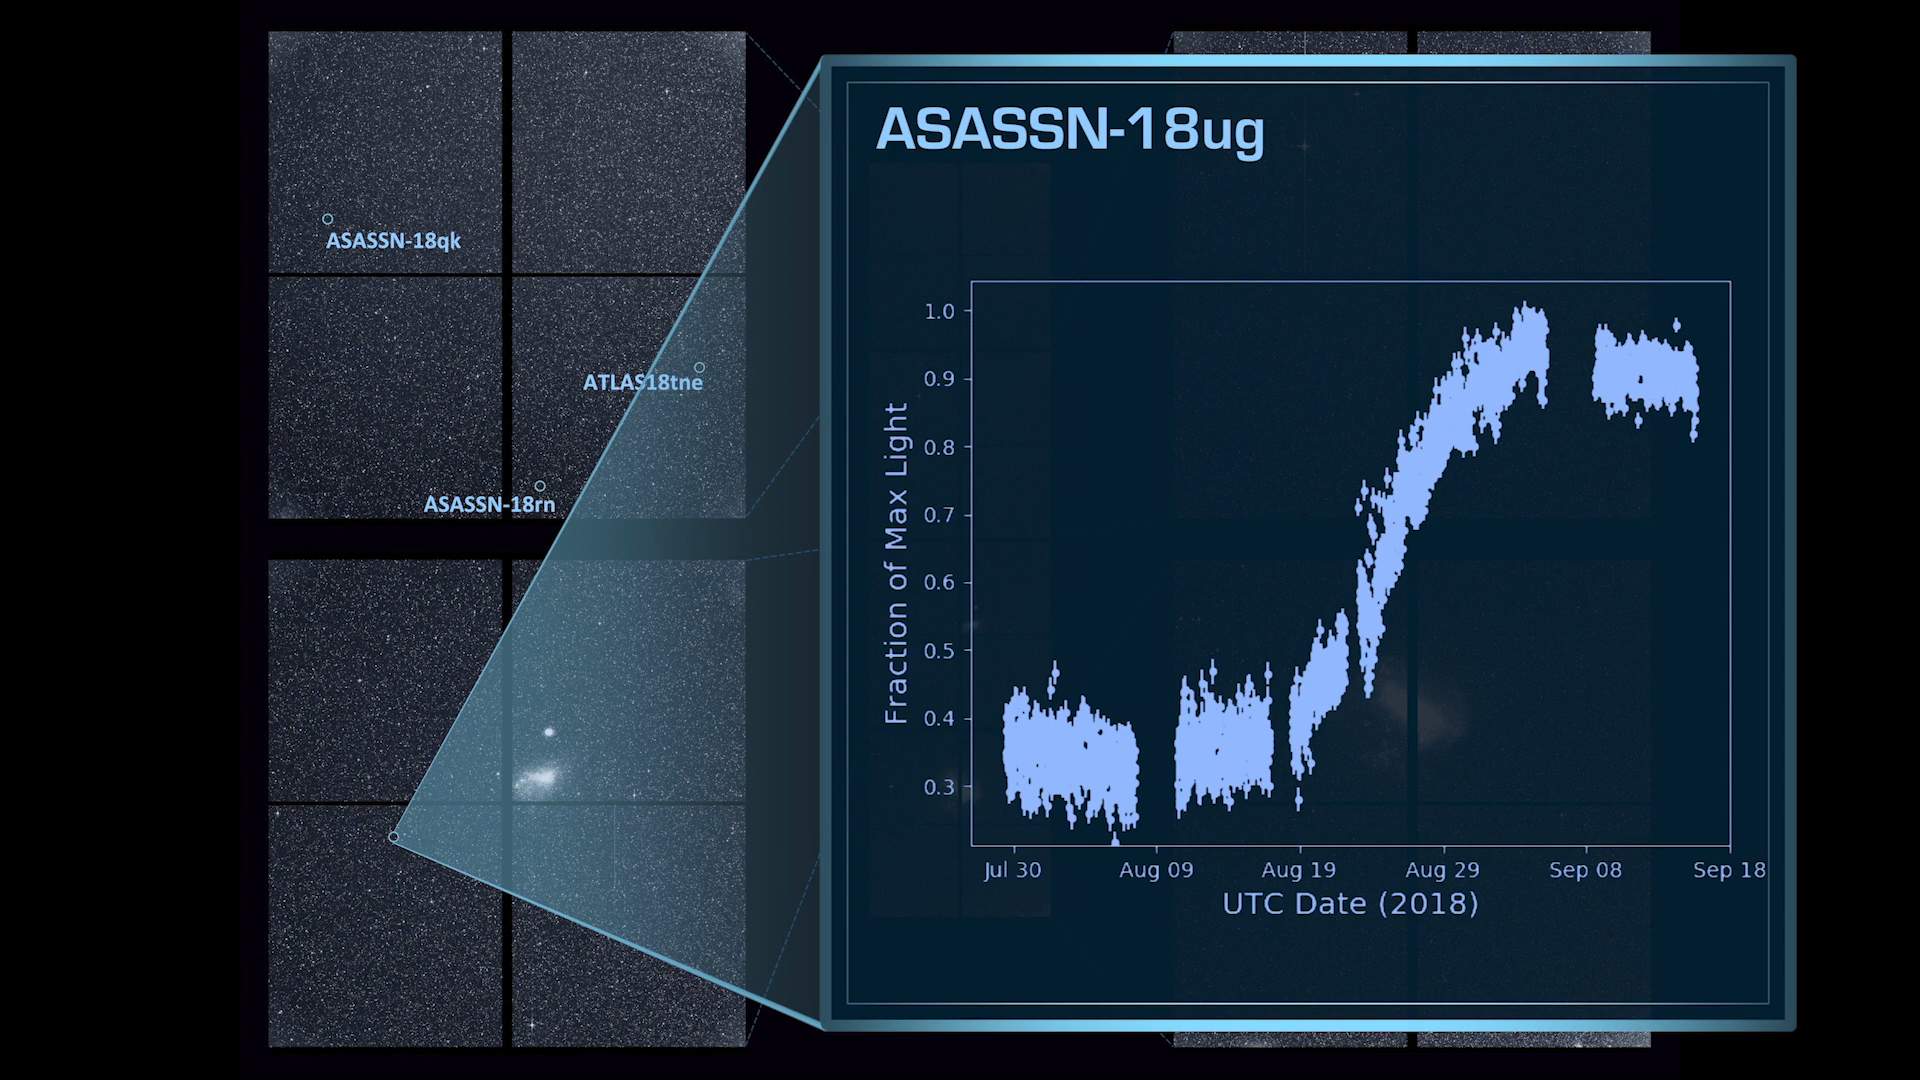 ASASSN-18ug
ASASSN-18qk
ATLAS18tne
ASASSN-18rn
Fraction of Max Light
1.0
0.9
0.8
0.7
0.6
0.5
0.4
0.3
Jul 30 Aug 09 Aug 19 Aug 29 Sep 08 Sep 18
UTC Date (2018)